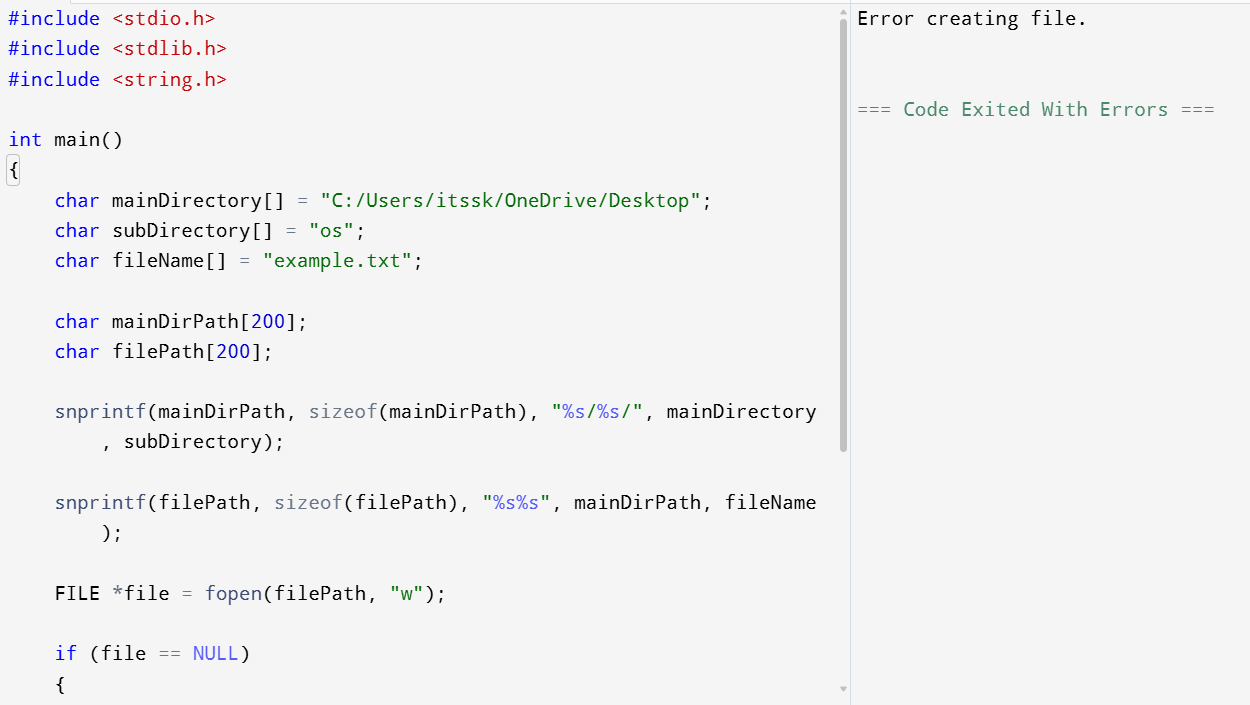 #include <stdio.h>
#include <stdlib.h>
#include <string.h>
int main()
{
char mainDirectory[] = "C:/Users/itssk/OneDrive/Desktop";
char subDirectory[] = "os";
char fileName[] = "example.txt";
char mainDirPath[200];
char filePath[200];
snprintf(mainDirPath, sizeof(mainDirPath), "%s/%s/", mainDirectory
, subDirectory);
snprintf(filePath, sizeof(filePath), "%s%s", mainDirPath, fileName
);
FILE *file = fopen(filePath, "w");
if (file == NULL)
{
Error creating file.
=== Code Exited With Errors ===